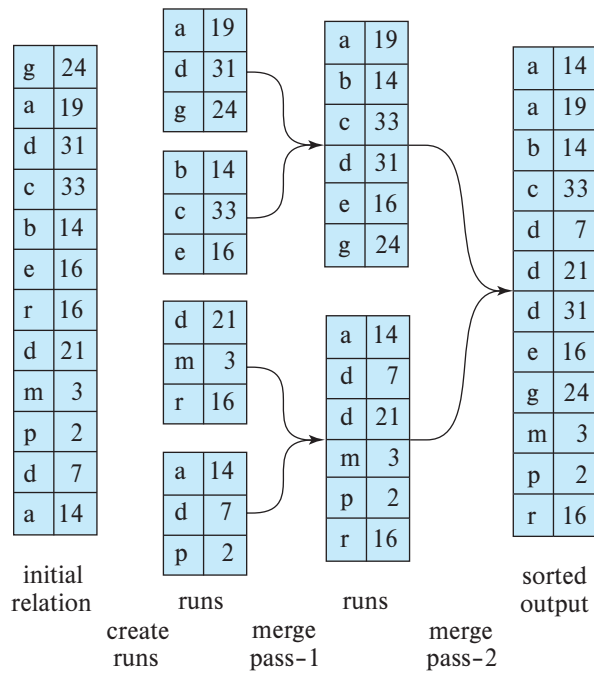 g 24
a 19
d 31
c 33
b 14
e 16
r 16
d 21
m 3
p 2
d 7
a 14
initial
relation
a 19
d 31
g 24
b 14
c 33
e 16
d 21
m 3
r 16
a 14
d 7
p 2
runs
create
runs
a 19
b 14
c 33
d 31
e 16
g 24
a 14
d 7
d 21
m 3
p 2
r 16
runs
merge
pass-1
a 14
a 19
b 14
c 33
d 7
d 21
d 31
e 16
g 24
m 3
p 2
r 16
sorted
output
merge
pass-2